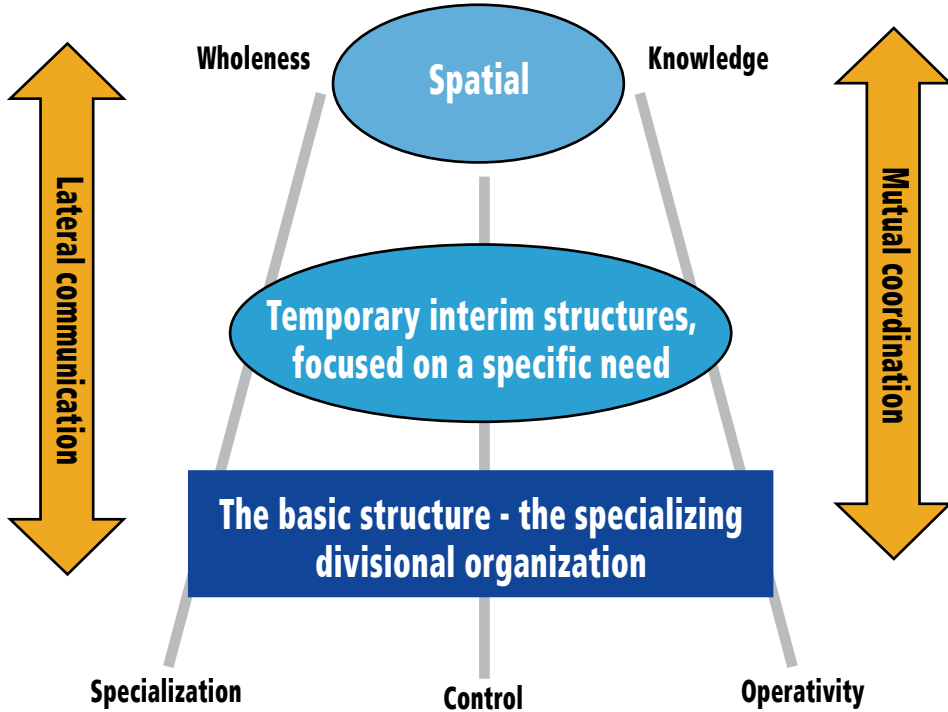 Wholeness
Spatial
Knowledge
Lateral communication
Mutual coordination
Temporary interim structures,
focused on a specific need
The basic structure - the specializing
divisional organization
Specialization
Control
Operativity